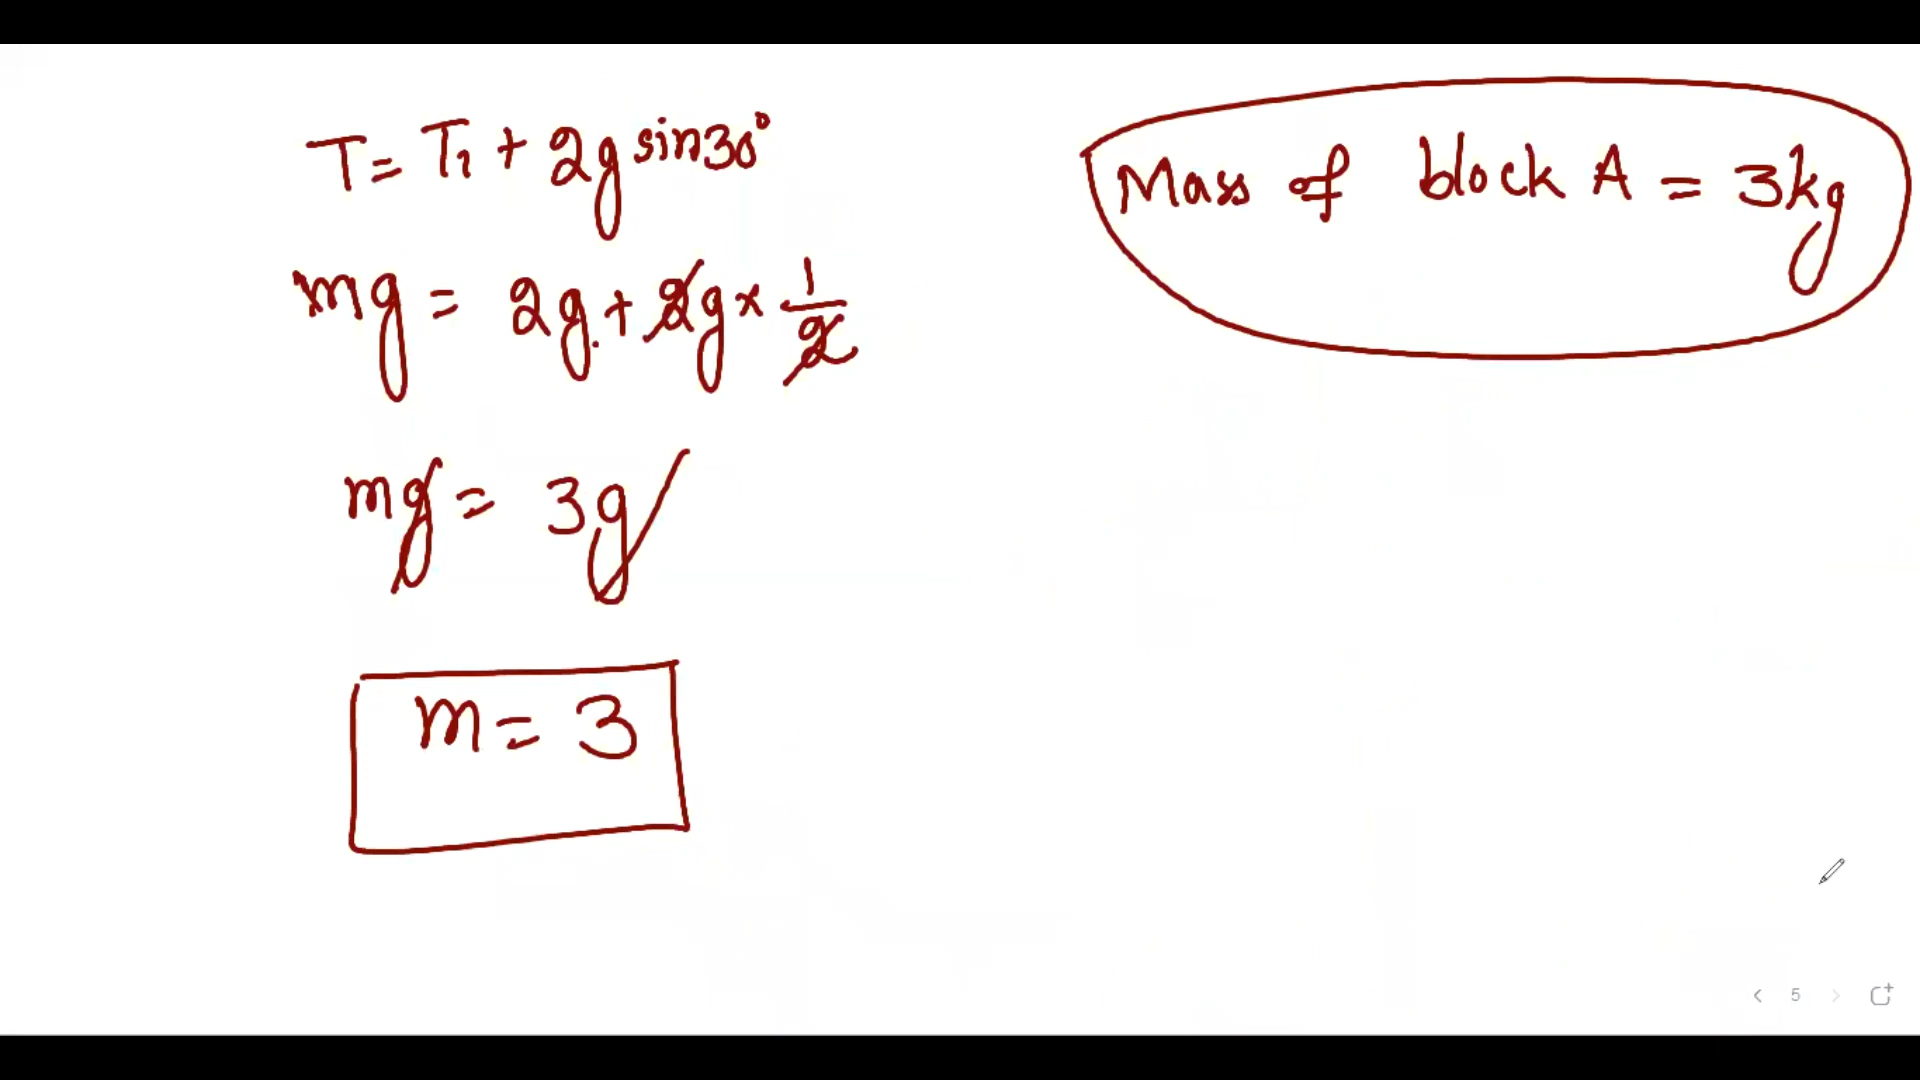 T = T₁ + 2g sin30°
mg = 2g + 2g × 1/2
mg = 3g
m = 3
Mass of block A = 3kg
5